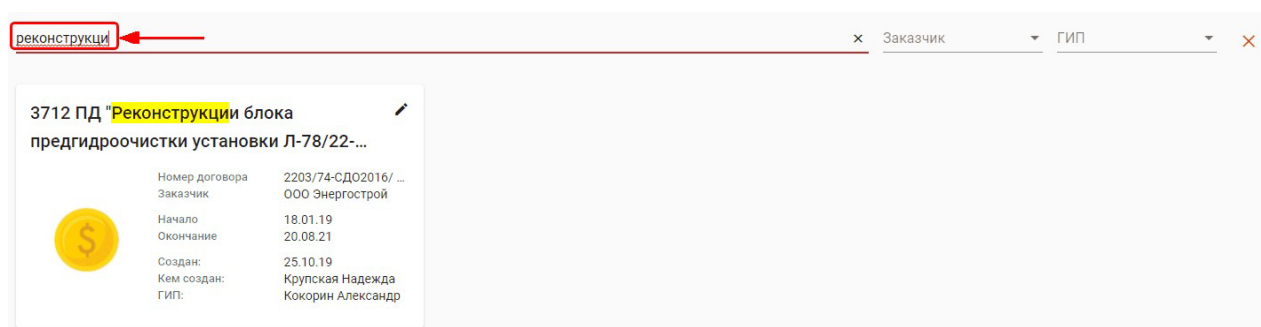 реконструкци × Заказчик ГИП ×
3712 ПД "Реконструкции блока
предгидроочистки установки Л-78/22-...
Номер договора 2203/74-СДО2016/ ...
Заказчик ООО Энергострой
Начало 18.01.19
Окончание 20.08.21
Создан: 25.10.19
Кем создан: Крупская Надежда
ГИП: Кокорин Александр
$